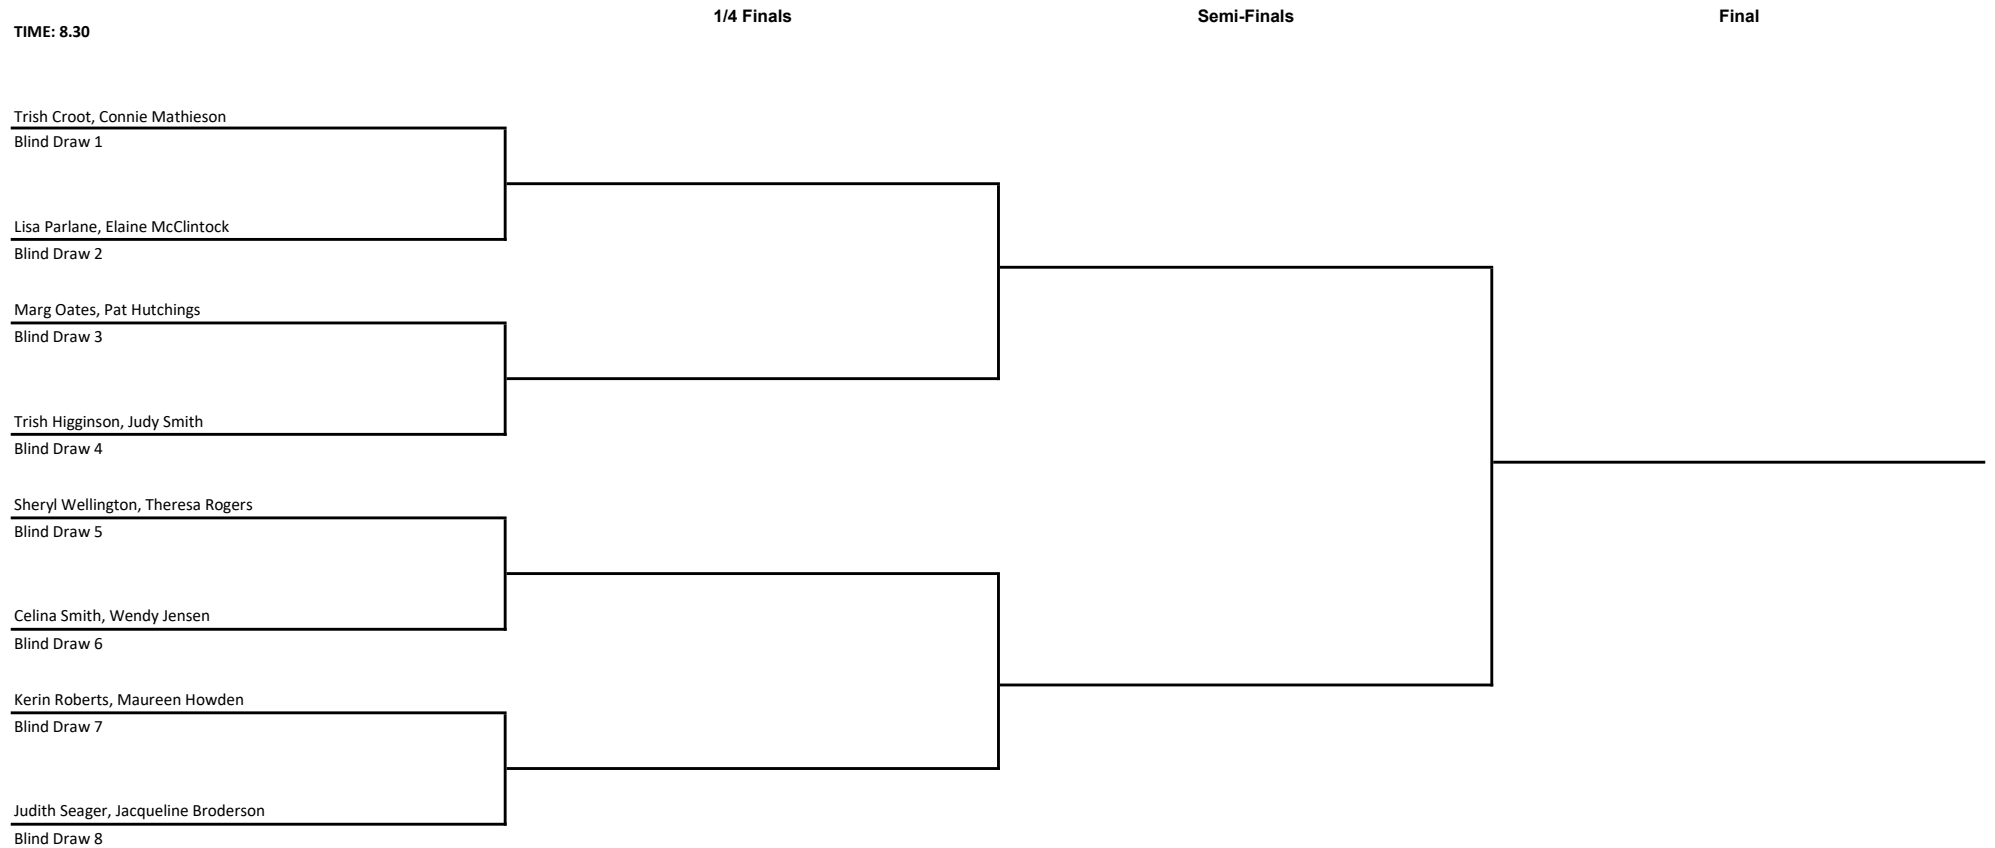 1/4 Finals
Semi-Finals
Final
TIME: 8.30
Trish Croot, Connie Mathieson
Blind Draw 1
Lisa Parlane, Elaine McClintock
Blind Draw 2
Marg Oates, Pat Hutchings
Blind Draw 3
Trish Higginson, Judy Smith
Blind Draw 4
Sheryl Wellington, Theresa Rogers
Blind Draw 5
Celina Smith, Wendy Jensen
Blind Draw 6
Kerin Roberts, Maureen Howden
Blind Draw 7
Judith Seager, Jacqueline Broderson
Blind Draw 8